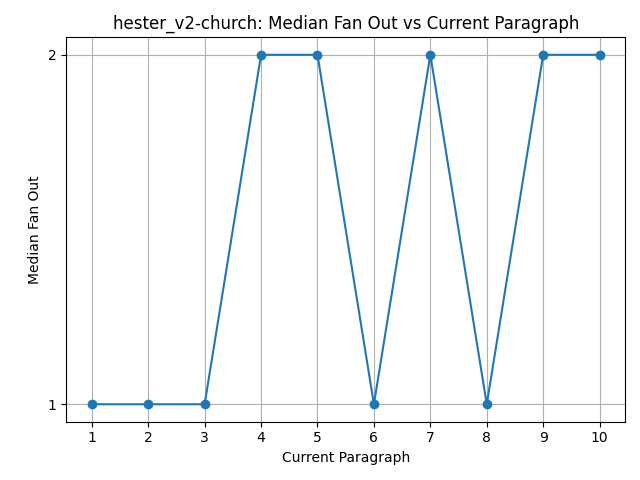 hester_v2-church: Median Fan Out vs Current Paragraph
2
1
Median Fan Out
1 2 3 4 5 6 7 8 9 10
Current Paragraph